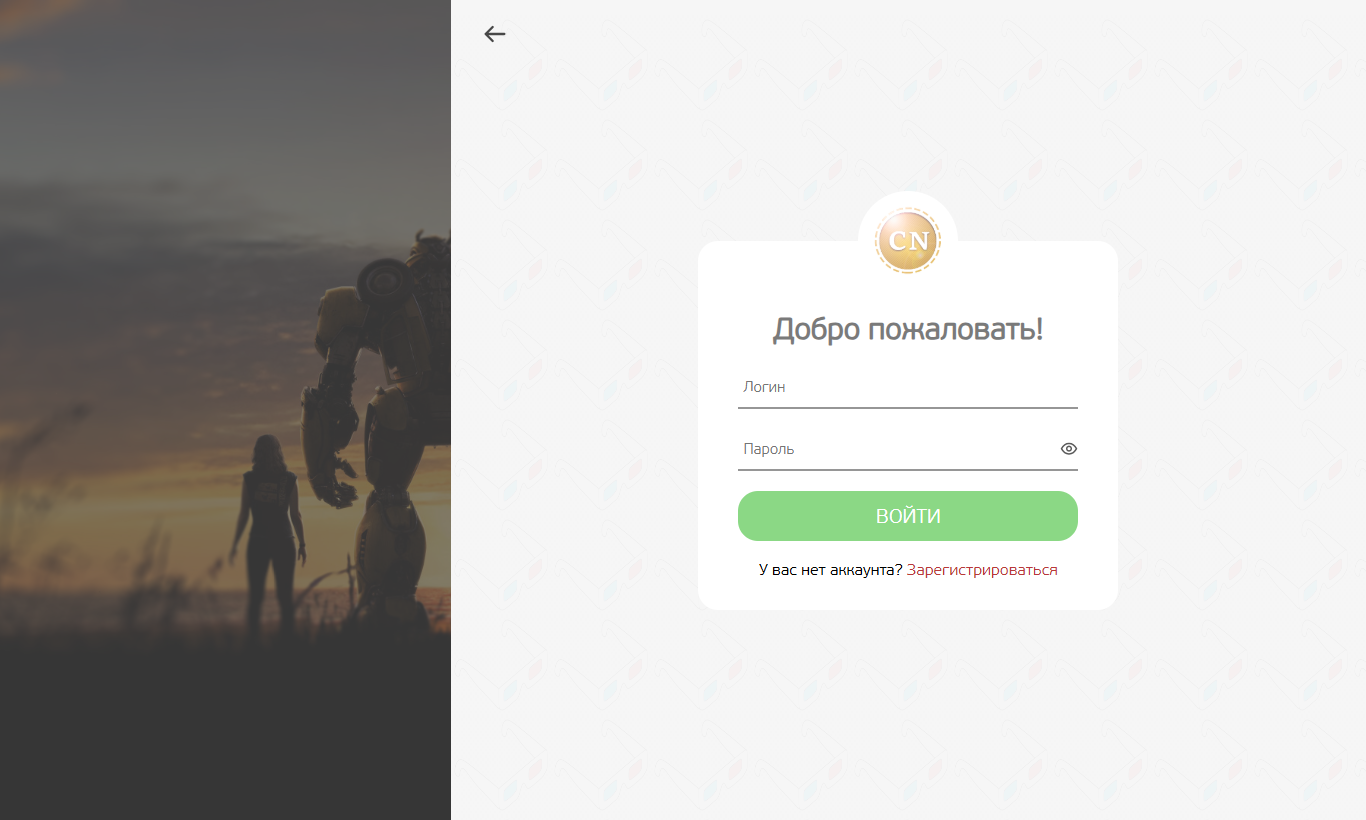 CN
Добро пожаловать!
Логин
Пароль
ВОЙТИ
У вас нет аккаунта? Зарегистрироваться